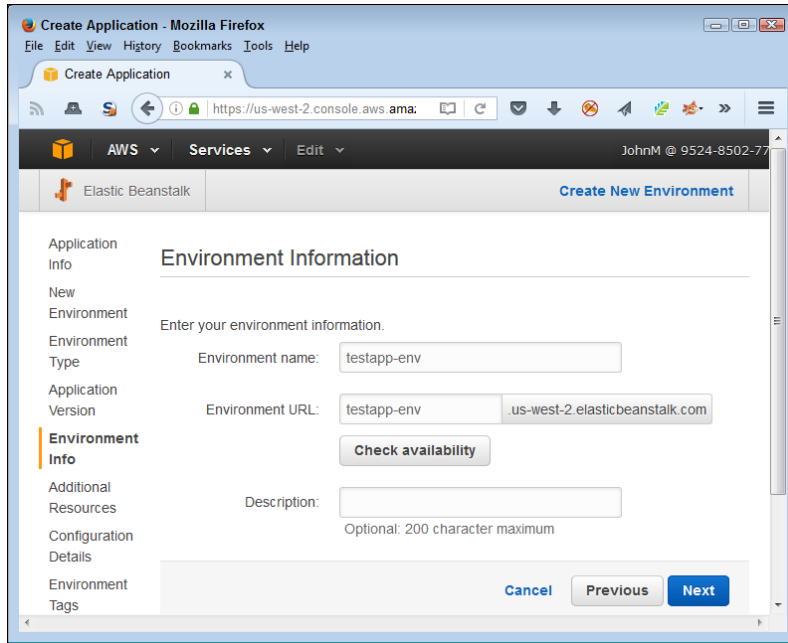 Create Application - Mozilla Firefox
File Edit View History Bookmarks Tools Help
Create Application ×
https://us-west-2.console.aws.ama
AWS Services Edit JohnM @ 9524-8502-77
Elastic Beanstalk Create New Environment
Application
Info
New
Environment
Environment
Type
Application
Version
Environment
Info
Additional
Resources
Configuration
Details
Environment
Tags
Environment Information
Enter your environment information.
Environment name: testapp-env
Environment URL: testapp-env .us-west-2.elasticbeanstalk.com
Check availability
Description:
Optional: 200 character maximum
Cancel Previous Next